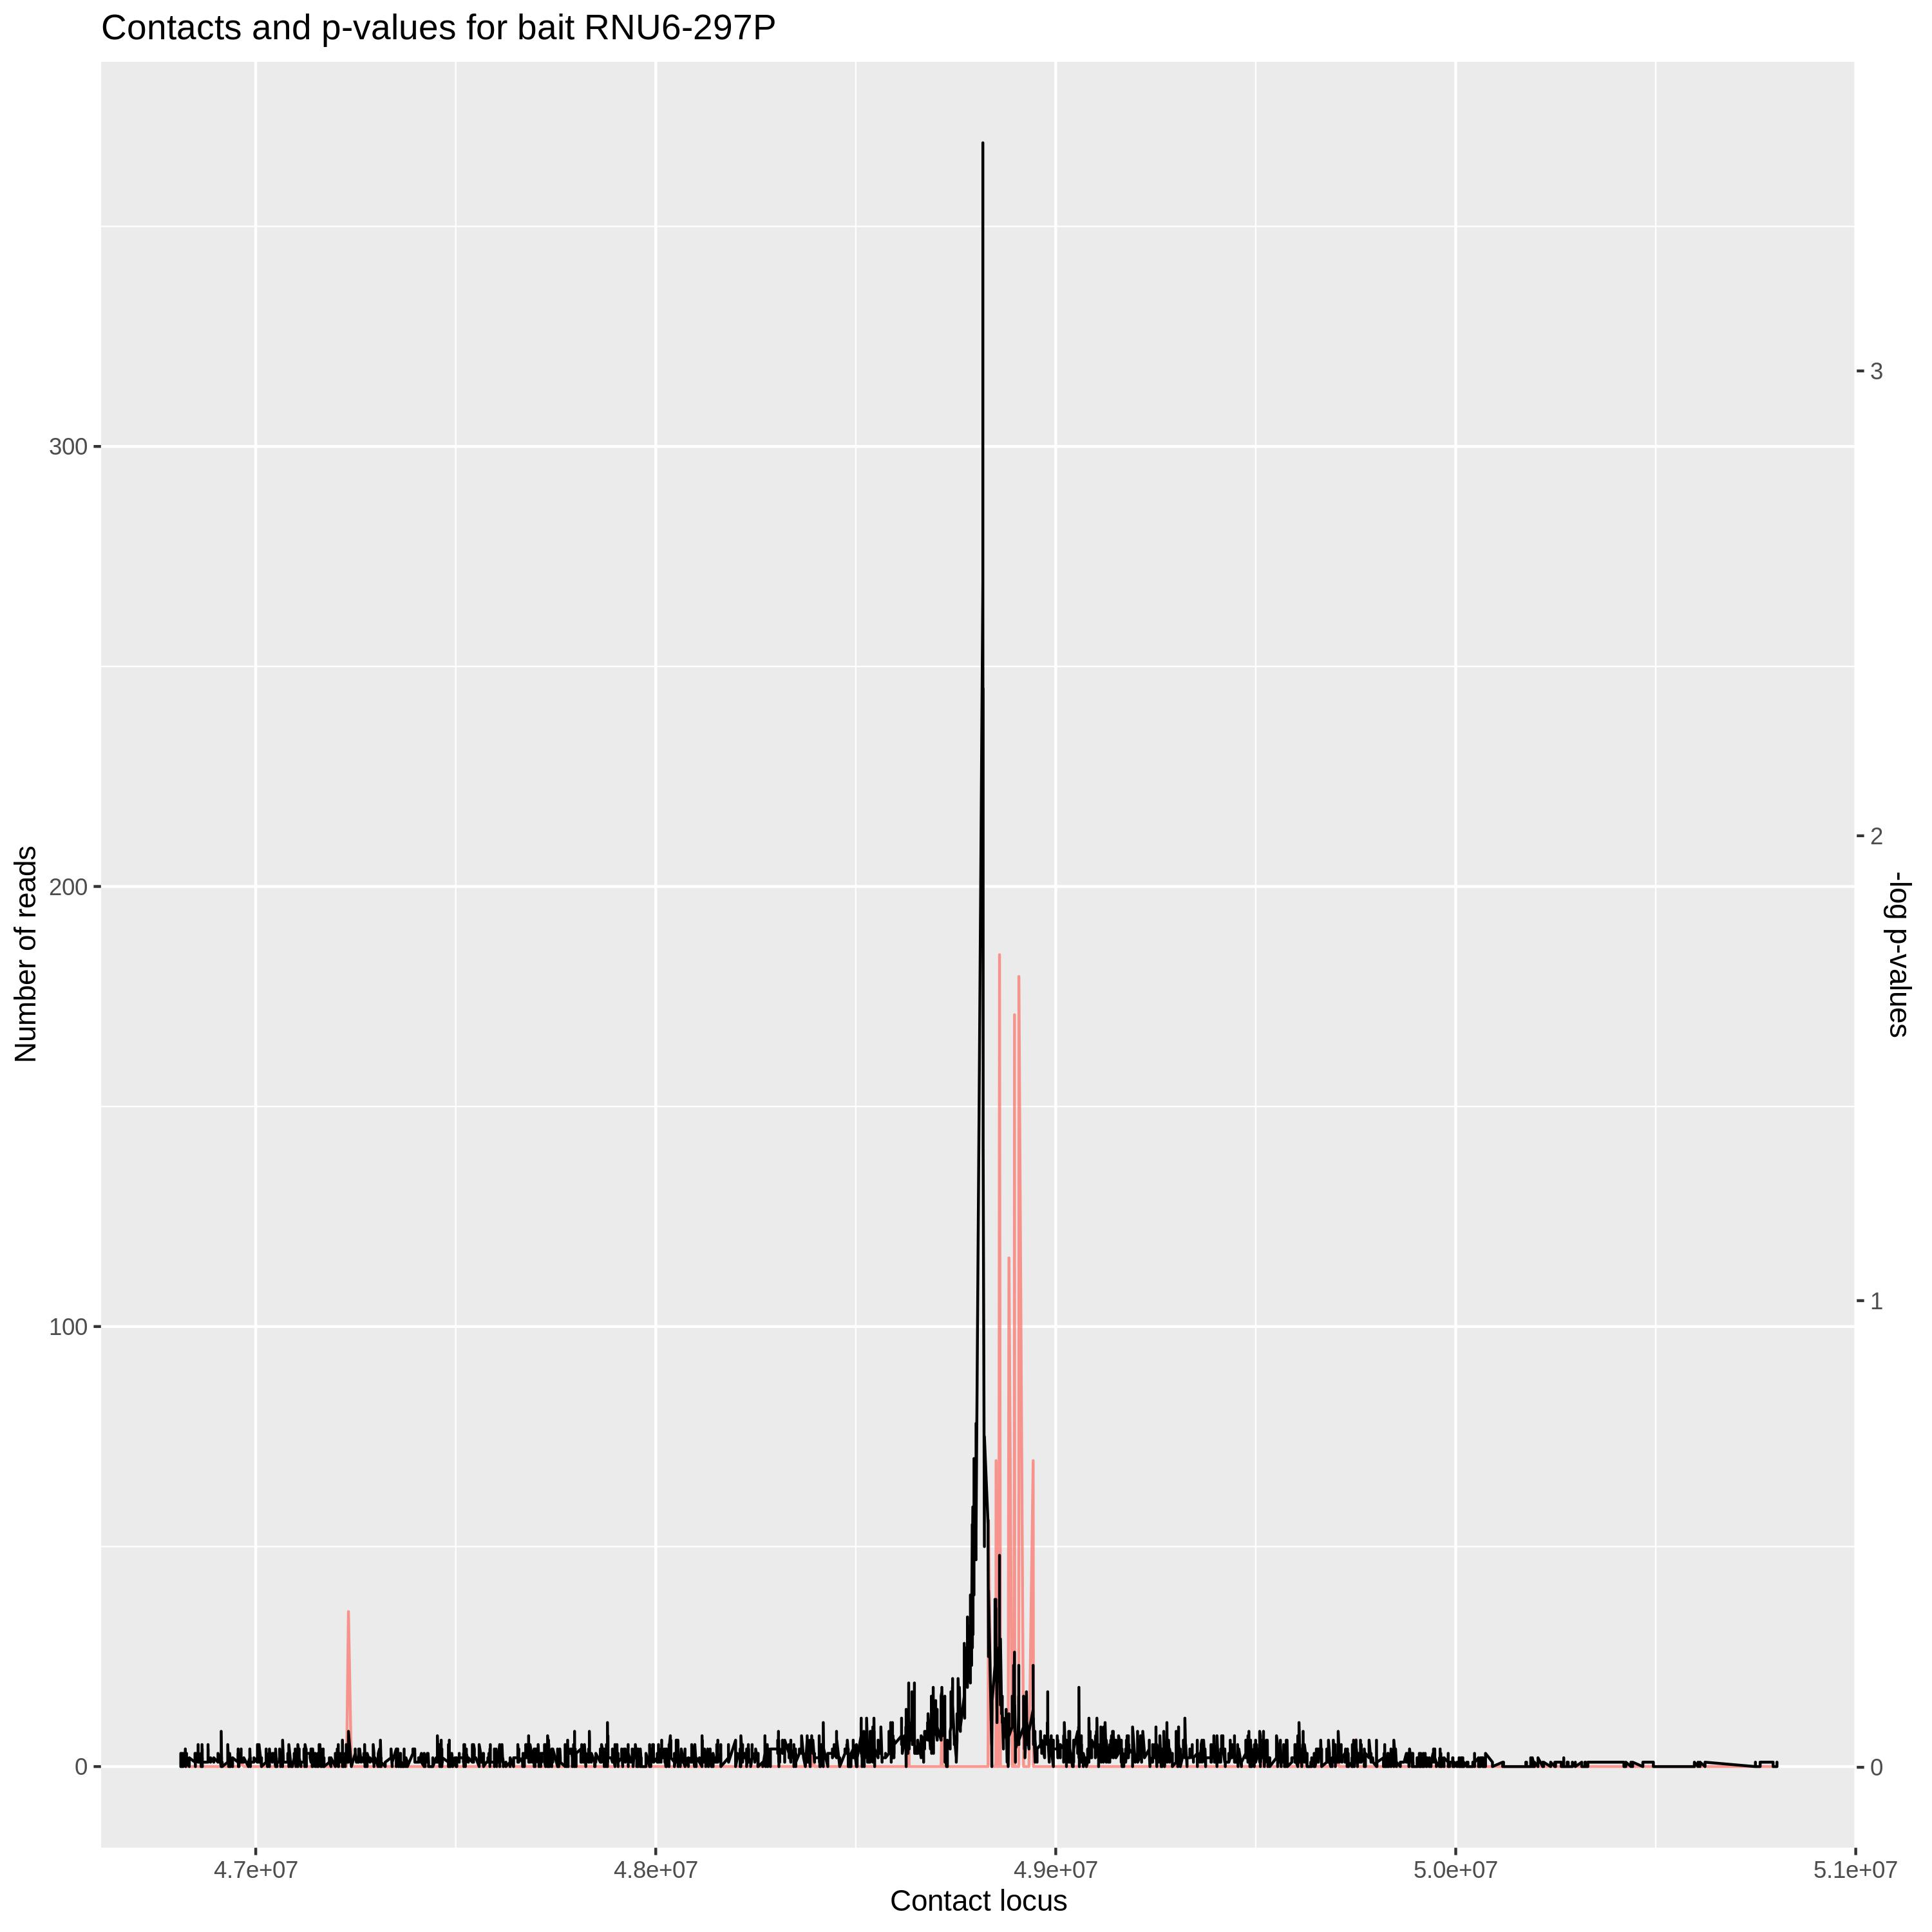 Contacts and p-values for bait RNU6-297P
Number of reads
300
200
100
0
3
2
1
0
-log p-values
4.7e+07
4.8e+07
4.9e+07
5.0e+07
5.1e+07
Contact locus